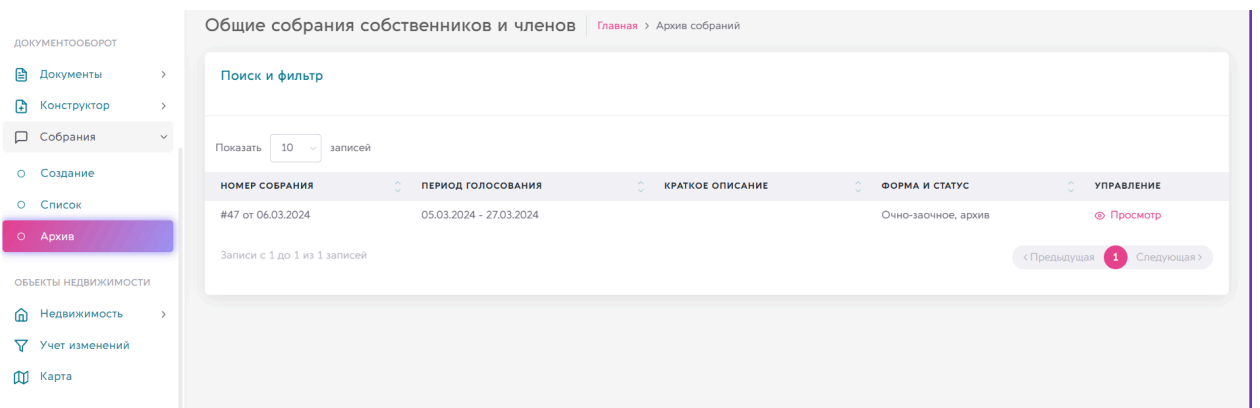 Общие собрания собственников и членов
Главная > Архив собраний
ДОКУМЕНТООБОРОТ
Документы
Конструктор
Собрания
Создание
Список
Архив
ОБЪЕКТЫ НЕДВИЖИМОСТИ
Недвижимость
Учет изменений
Карта
Поиск и фильтр
Показать 10 записей
НОМЕР СОБРАНИЯ ПЕРИОД ГОЛОСОВАНИЯ КРАТКОЕ ОПИСАНИЕ ФОРМА И СТАТУС УПРАВЛЕНИЕ
#47 от 06.03.2024 05.03.2024 - 27.03.2024 Очно-заочное, архив Просмотр
Записи с 1 до 1 из 1 записей
< Предыдущая 1 Следующая >